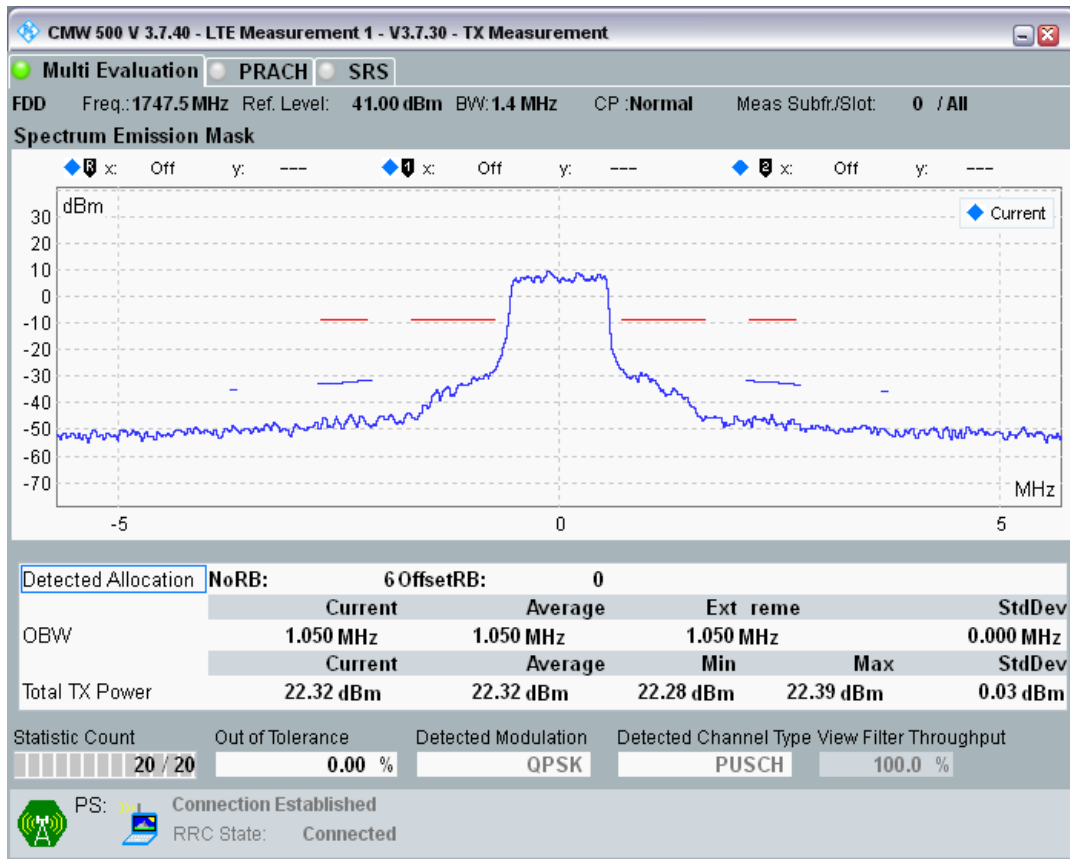 CMW 500 V 3.7.40 - LTE Measurement 1 - V3.7.30 - TX Measurement
Multi Evaluation PRACH SRS
FDD Freq.: 1747.5 MHz Ref. Level: 41.00 dBm BW: 1.4 MHz CP : Normal Meas Subfr./Slot: 0 / All
Spectrum Emission Mask
R x: Off y: --- 1 x: Off y: --- 2 x: Off y: ---
dBm
Current
30
20
10
0
-10
-20
-30
-40
-50
-60
-70
MHz
-5 0 5
Detected Allocation NoRB: 6 OffsetRB: 0
Current Average Ext reme StdDev
OBW 1.050 MHz 1.050 MHz 1.050 MHz 0.000 MHz
Current Average Min Max StdDev
Total TX Power 22.32 dBm 22.32 dBm 22.28 dBm 22.39 dBm 0.03 dBm
Statistic Count Out of Tolerance Detected Modulation Detected Channel Type View Filter Throughput
20 / 20 0.00 % QPSK PUSCH 100.0 %
PS: Connection Established
RRC State: Connected